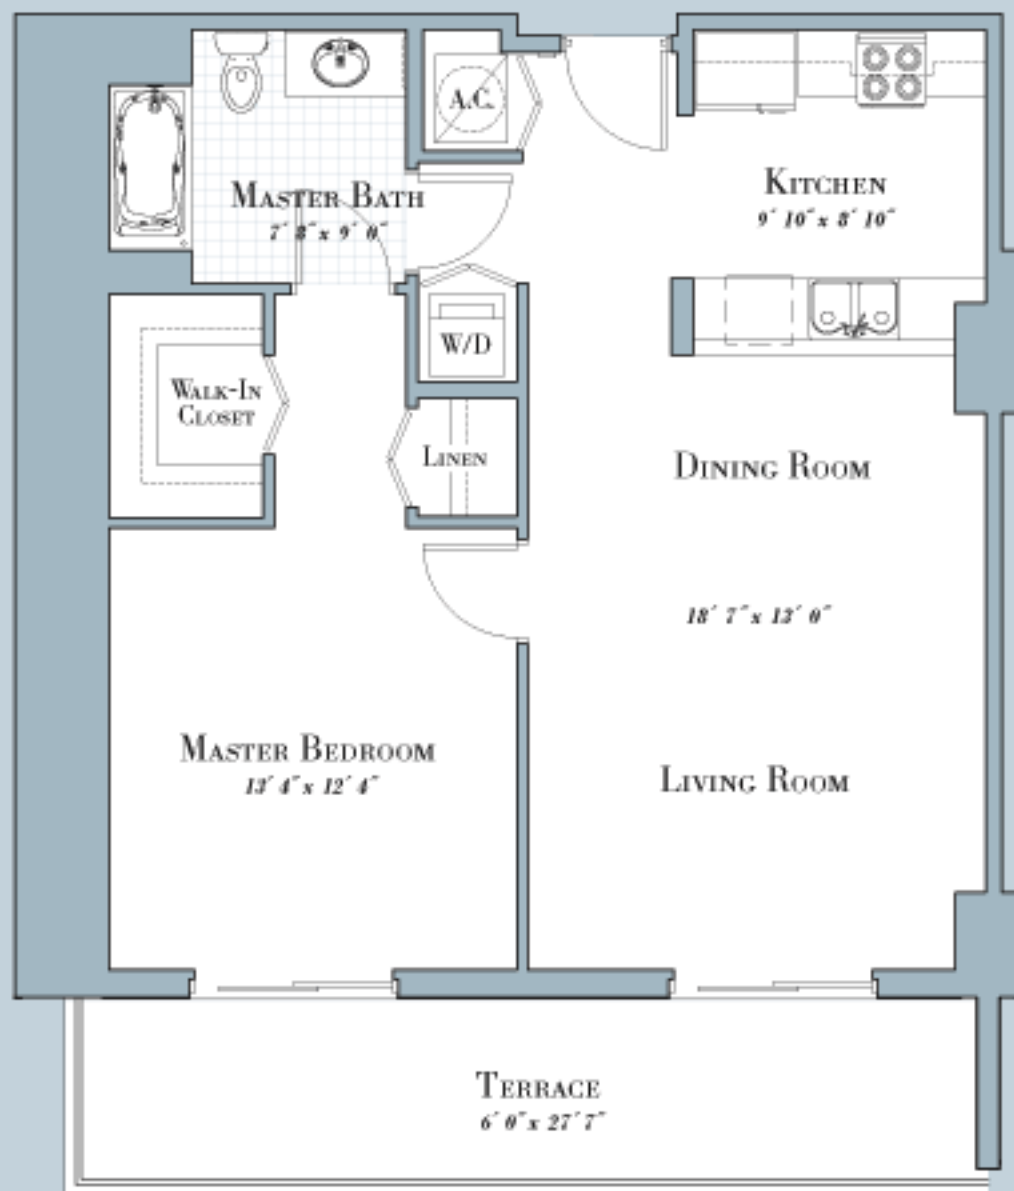 A.C.
Kitchen
9' 10" x 8' 10"
Master Bath
7' 8" x 9' 0"
W/D
Walk-In
Closet
Linen
Dining Room
18' 7" x 13' 0"
Master Bedroom
13' 4" x 12' 4"
Living Room
Terrace
6' 0" x 27' 7"